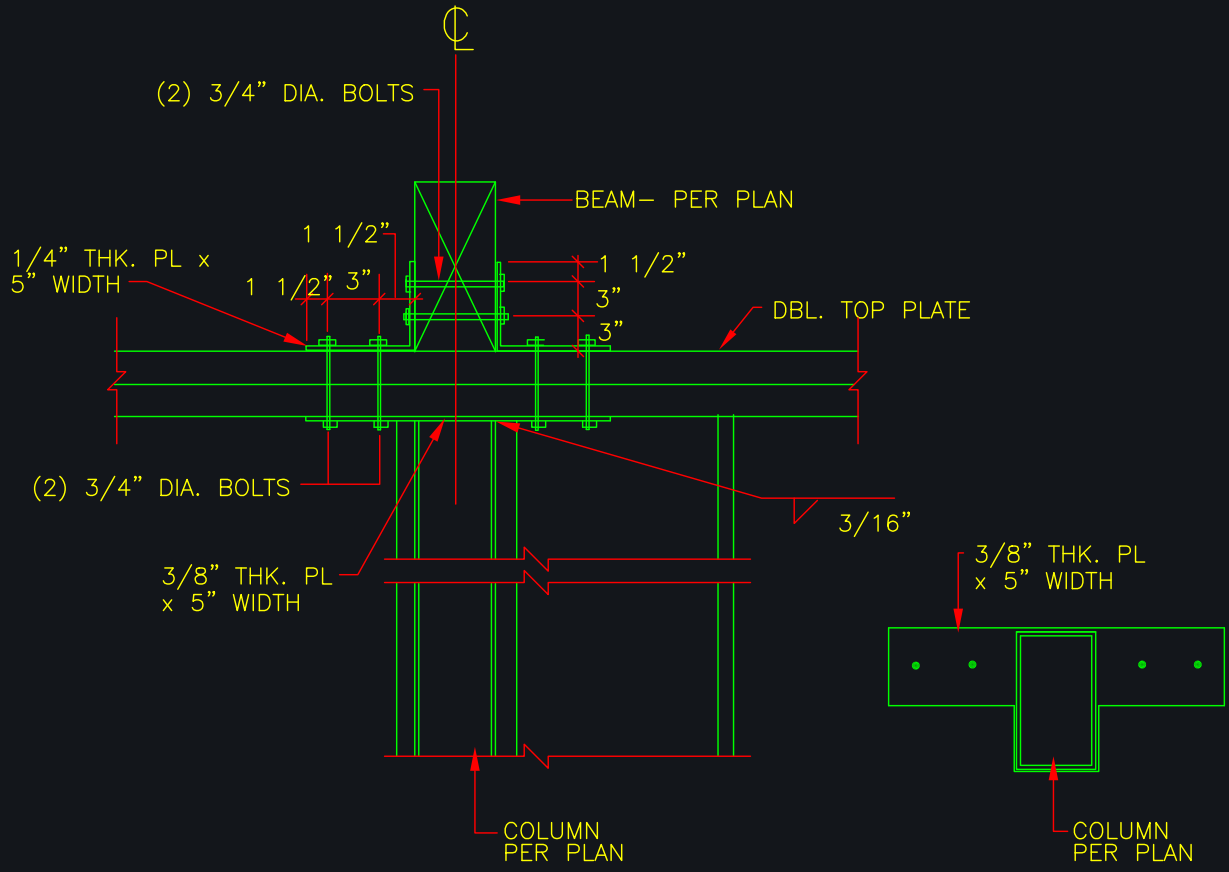 ℄
(2) 3/4” DIA. BOLTS
BEAM- PER PLAN
1 1/2”
1/4” THK. PL x
5” WIDTH
1 1/2”
3”
1 1/2”
3”
3”
DBL. TOP PLATE
(2) 3/4” DIA. BOLTS
3/16”
3/8” THK. PL
x 5” WIDTH
3/8” THK. PL
x 5” WIDTH
COLUMN
PER PLAN
COLUMN
PER PLAN